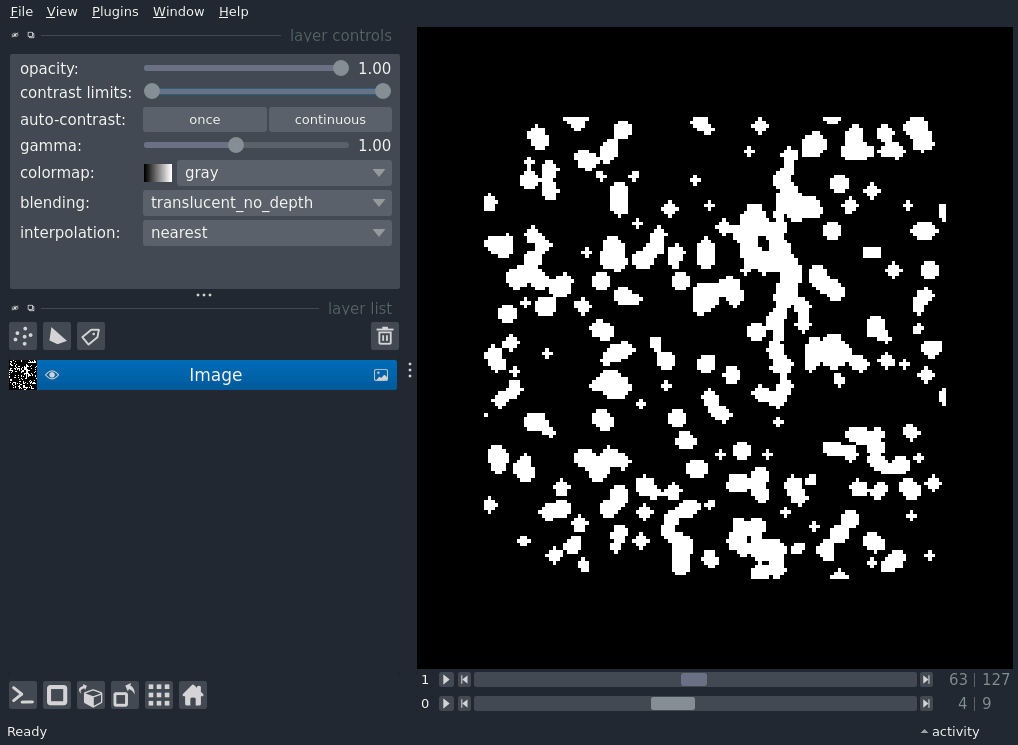 File View Plugins Window Help
layer controls
opacity: 1.00
contrast limits:
auto-contrast: once continuous
gamma: 1.00
colormap: gray
blending: translucent_no_depth
interpolation: nearest
layer list
Image
1 63 | 127
0 4 | 9
Ready activity